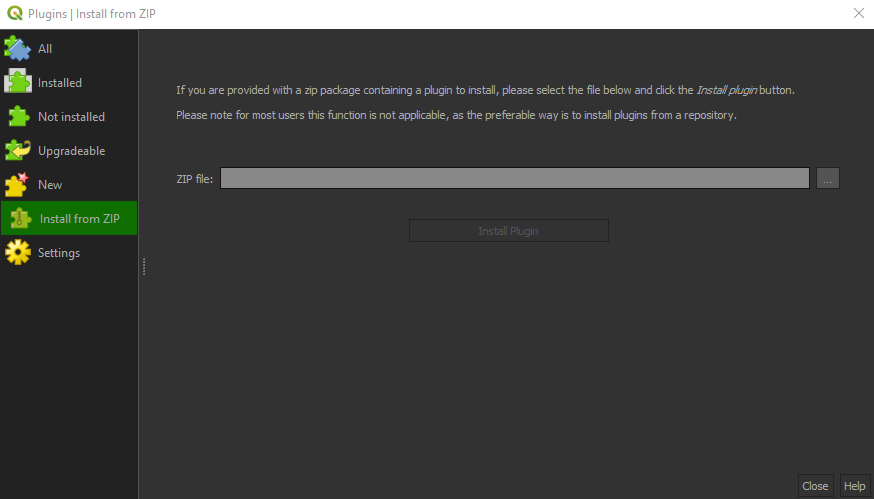 Plugins | Install from ZIP
All
Installed
Not installed
Upgradeable
New
Install from ZIP
Settings
If you are provided with a zip package containing a plugin to install, please select the file below and click the Install plugin button.
Please note for most users this function is not applicable, as the preferable way is to install plugins from a repository.
ZIP file:
...
Install Plugin
Close
Help